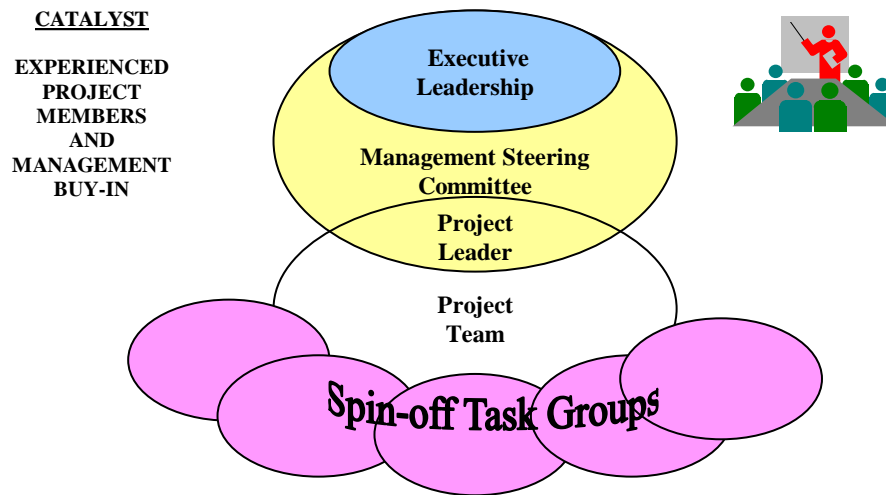 CATALYST
EXPERIENCED
PROJECT
MEMBERS
AND
MANAGEMENT
BUY-IN
Executive
Leadership
Management Steering
Committee
Project
Leader
Project
Team
Spin-off Task Groups